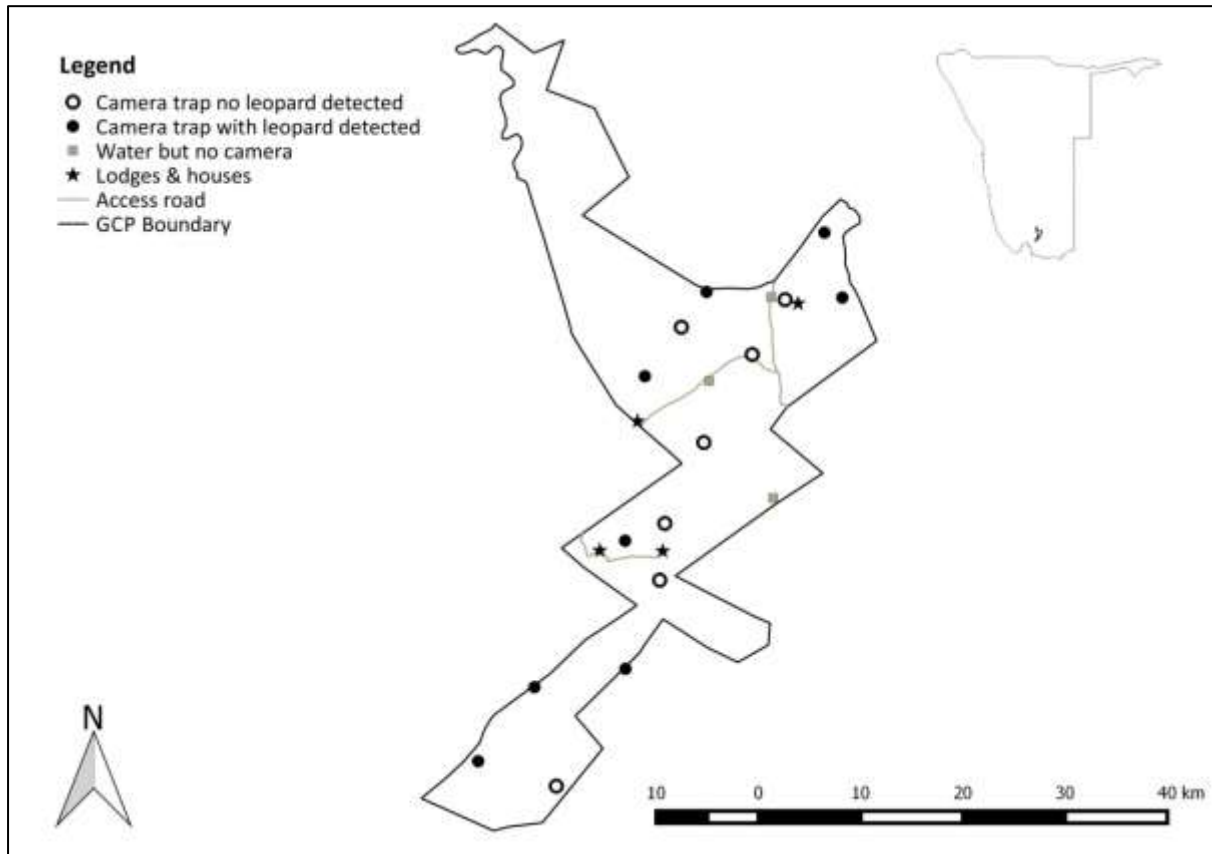 Legend
Camera trap no leopard detected
Camera trap with leopard detected
Water but no camera
Lodges & houses
Access road
GCP Boundary
N
10 0 10 20 30 40 km